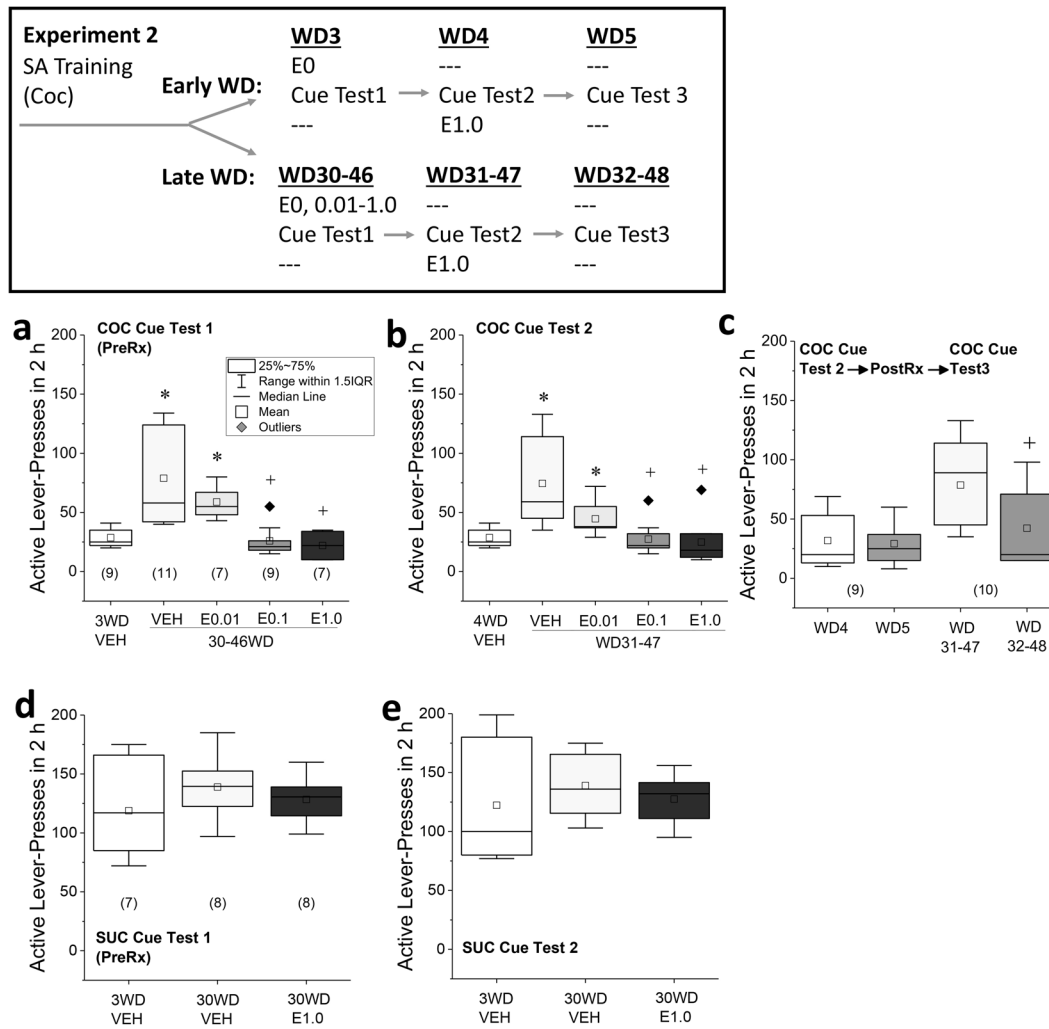 Experiment 2
SA Training
(Coc)
Early WD:
WD3 WD4 WD5
E0 --- ---
Cue Test1 Cue Test2 Cue Test 3
--- E1.0 ---
Late WD:
WD30-46 WD31-47 WD32-48
E0, 0.01-1.0 --- ---
Cue Test1 Cue Test2 Cue Test3
--- E1.0 ---
a
COC Cue Test 1
(PreRx)
Active Lever-Presses in 2 h
200
150
100
50
0
25%~75%
Range within 1.5IQR
Median Line
Mean
Outliers
* * + +
(9) (11) (7) (9) (7)
3WD VEH E0.01 E0.1 E1.0
VEH 30-46WD
b
COC Cue Test 2
Active Lever-Presses in 2 h
200
150
100
50
0
* * + +
4WD VEH E0.01 E0.1 E1.0
VEH WD31-47
c
COC Cue COC Cue
Test 2 PostRx Test3
Active Lever-Presses in 2 h
200
150
100
50
0
+
(9) (10)
WD4 WD5 WD WD
31-47 32-48
d
Active Lever-Presses in 2 h
200
150
100
50
0
(7) (8) (8)
SUC Cue Test 1
(PreRx)
3WD 30WD 30WD
VEH VEH E1.0
e
Active Lever-Presses in 2 h
200
150
100
50
0
SUC Cue Test 2
3WD 30WD 30WD
VEH VEH E1.0